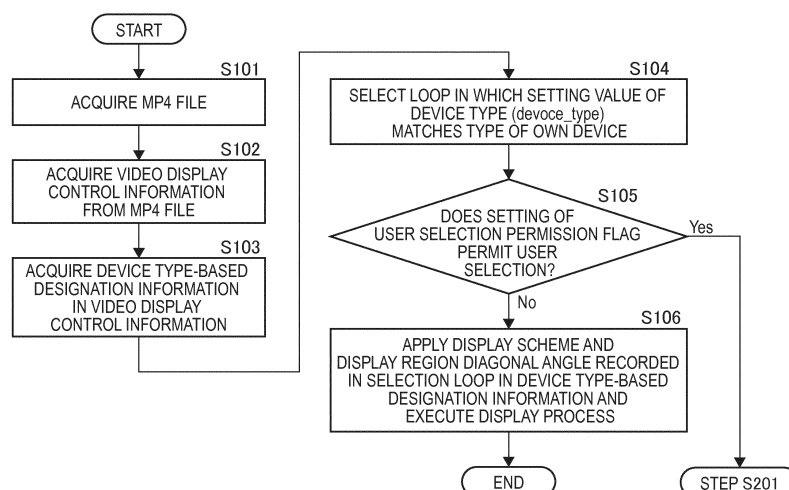 START
S101
ACQUIRE MP4 FILE
S102
ACQUIRE VIDEO DISPLAY
CONTROL INFORMATION
FROM MP4 FILE
S103
ACQUIRE DEVICE TYPE-BASED
DESIGNATION INFORMATION
IN VIDEO DISPLAY
CONTROL INFORMATION
S104
SELECT LOOP IN WHICH SETTING VALUE OF
DEVICE TYPE (devoce_type)
MATCHES TYPE OF OWN DEVICE
S105
DOES SETTING OF
USER SELECTION PERMISSION FLAG
PERMIT USER
SELECTION?
Yes
No
S106
APPLY DISPLAY SCHEME AND
DISPLAY REGION DIAGONAL ANGLE RECORDED
IN SELECTION LOOP IN DEVICE TYPE-BASED
DESIGNATION INFORMATION AND
EXECUTE DISPLAY PROCESS
END
STEP S201